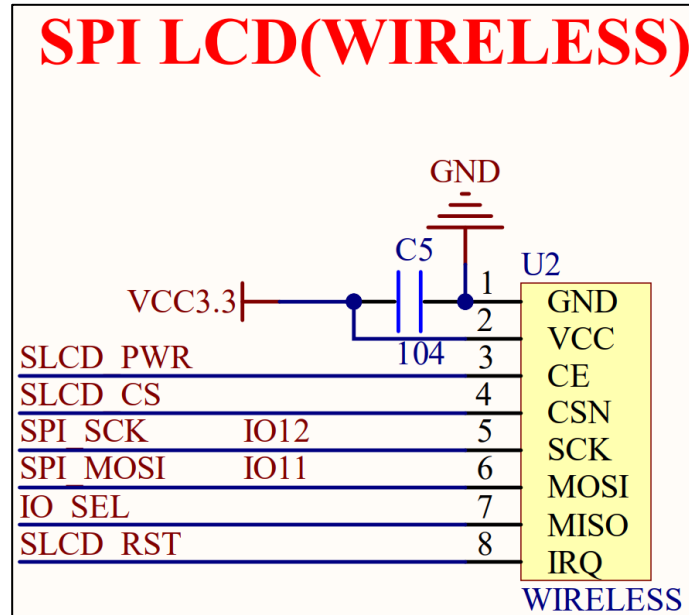 SPI LCD(WIRELESS)
GND
C5
U2
VCC3.3
1
GND
2
VCC
104
SLCD_PWR
3
CE
SLCD_CS
4
CSN
SPI_SCK IO12
5
SCK
SPI_MOSI IO11
6
MOSI
IO_SEL
7
MISO
SLCD_RST
8
IRQ
WIRELESS